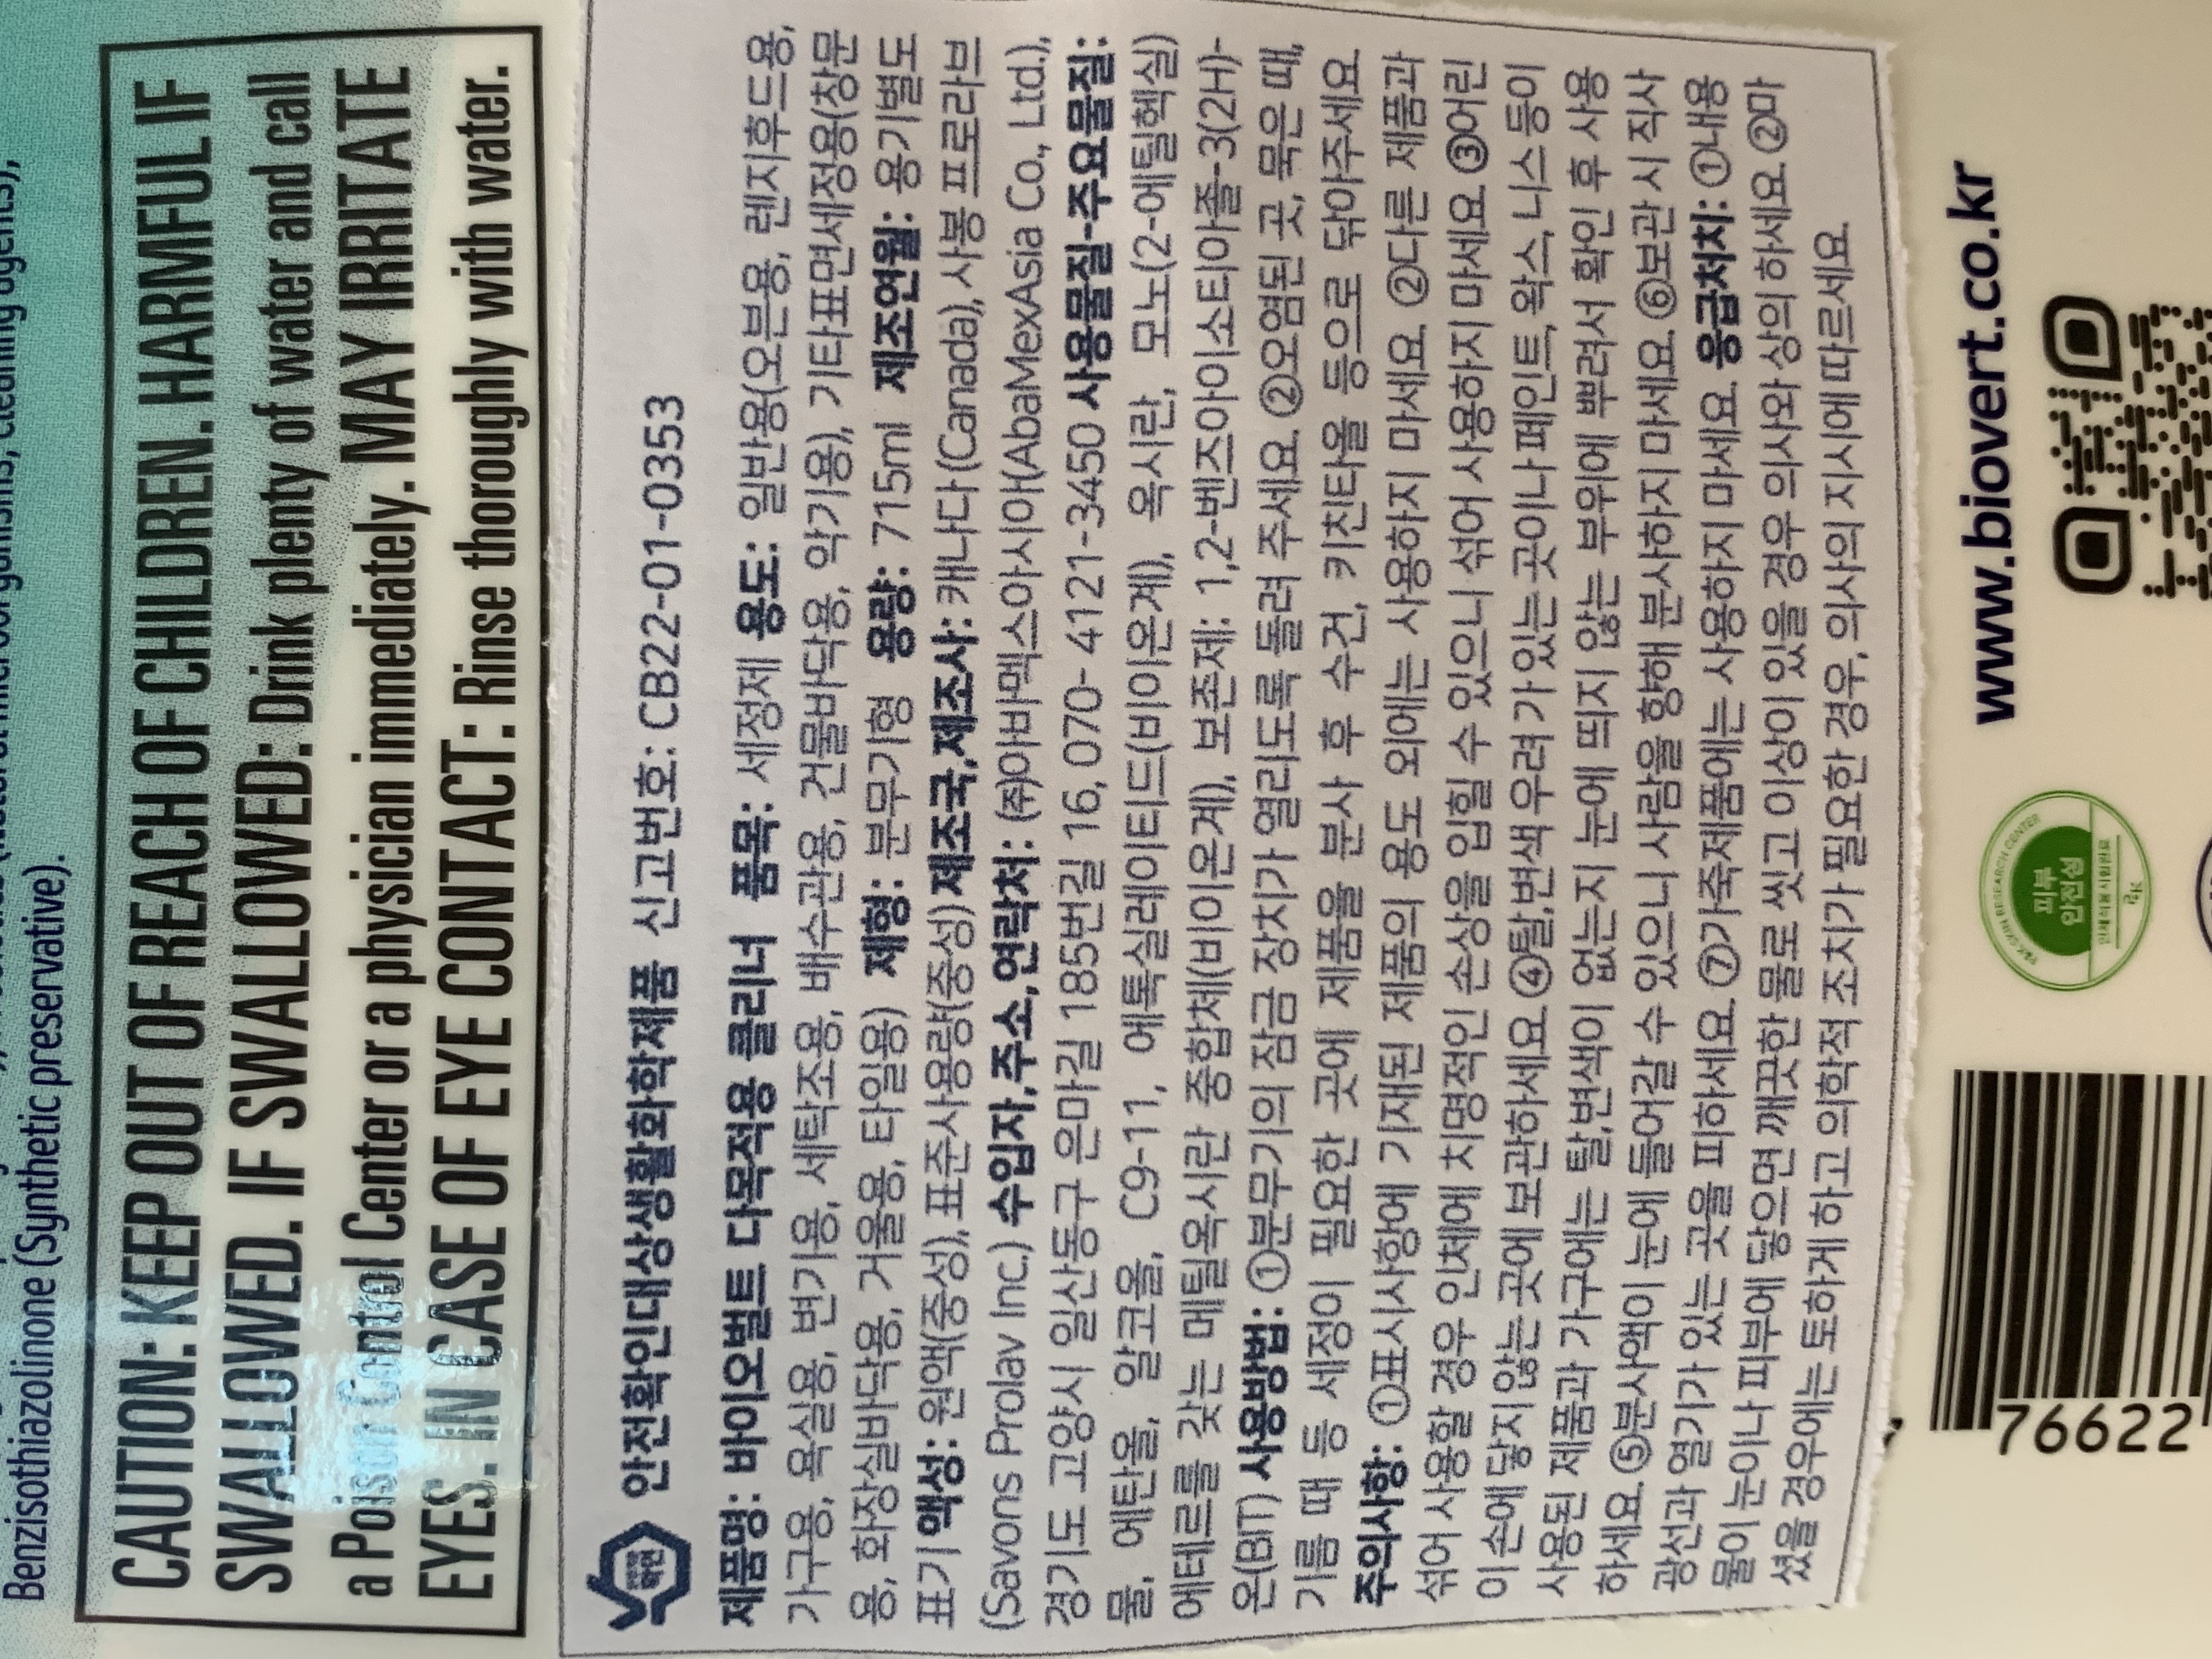 Benzisothiazolinone (Synthetic preservative).
CAUTION: KEEP OUT OF REACH OF CHILDREN. HARMFUL IF
SWALLOWED. IF SWALLOWED: Drink plenty of water and call
a Poison Control Center or a physician immediately. MAY IRRITATE
EYES. IN CASE OF EYE CONTACT: Rinse thoroughly with water.
안전확인대상생활화학제품 신고번호: CB22-01-0353
제품명: 바이오벌트 다목적용 클리너 품목: 세정제 용도: 일반용(오븐용, 렌지후드용,
가구용, 욕실용, 변기용, 세탁조용, 배수관용, 건물바닥용, 악기용), 기타표면세정용(창문
용, 화장실바닥용, 거울용, 타일용) 제형: 분무기형 용량: 715ml 제조연월: 용기별도
표기 액성: 원액(중성), 표준사용량(중성) 제조국,제조사: 캐나다(Canada), 사봉 프로라브
(Savons Prolav Inc.) 수입자,주소,연락처: (주)아바멕스아시아(AbaMexAsia Co., Ltd.),
경기도 고양시 일산동구 은마길 185번길 16, 070- 4121-3450 사용물질-주요물질:
물, 에탄올, 알코올, C9-11, 에톡실레이티드(비이온계), 옥시란, 모노(2-에틸헥실)
에테르를 갖는 메틸옥시란 중합체(비이온계), 보존제: 1,2-벤즈아이소티아졸-3(2H)-
온(BIT) 사용방법: ①분무기의 잠금 장치가 열리도록 돌려 주세요. ②오염된 곳, 묵은 때,
기름 때 등 세정이 필요한 곳에 제품을 분사 후 수건, 키친타올 등으로 닦아주세요
주의사항: ①표시사항에 기재된 제품의 용도 외에는 사용하지 마세요. ②다른 제품과
섞어 사용할 경우 인체에 치명적인 손상을 입힐 수 있으니 섞어 사용하지 마세요. ③어린
이 손에 닿지 않는 곳에 보관하세요. ④탈,변색 우려가 있는 곳이나 페인트, 왁스, 니스 등이
사용된 제품과 가구에는 탈,변색이 없는지 눈에 띄지 않는 부위에 뿌려서 확인 후 사용
하세요. ⑤분사액이 눈에 들어갈 수 있으니 사람을 향해 분사하지 마세요. ⑥보관 시 직사
광선과 열기가 있는 곳을 피하세요. ⑦가죽제품에는 사용하지 마세요. 응급처치: ①내용
물이 눈이나 피부에 닿으면 깨끗한 물로 씻고 이상이 있을 경우 의사와 상의 하세요. ②마
셨을 경우에는 토하게 하고 의학적 조치가 필요한 경우, 의사의 지시에 따르세요.
www.biovert.co.kr
피부
안전성
인체적용시험완료
76622